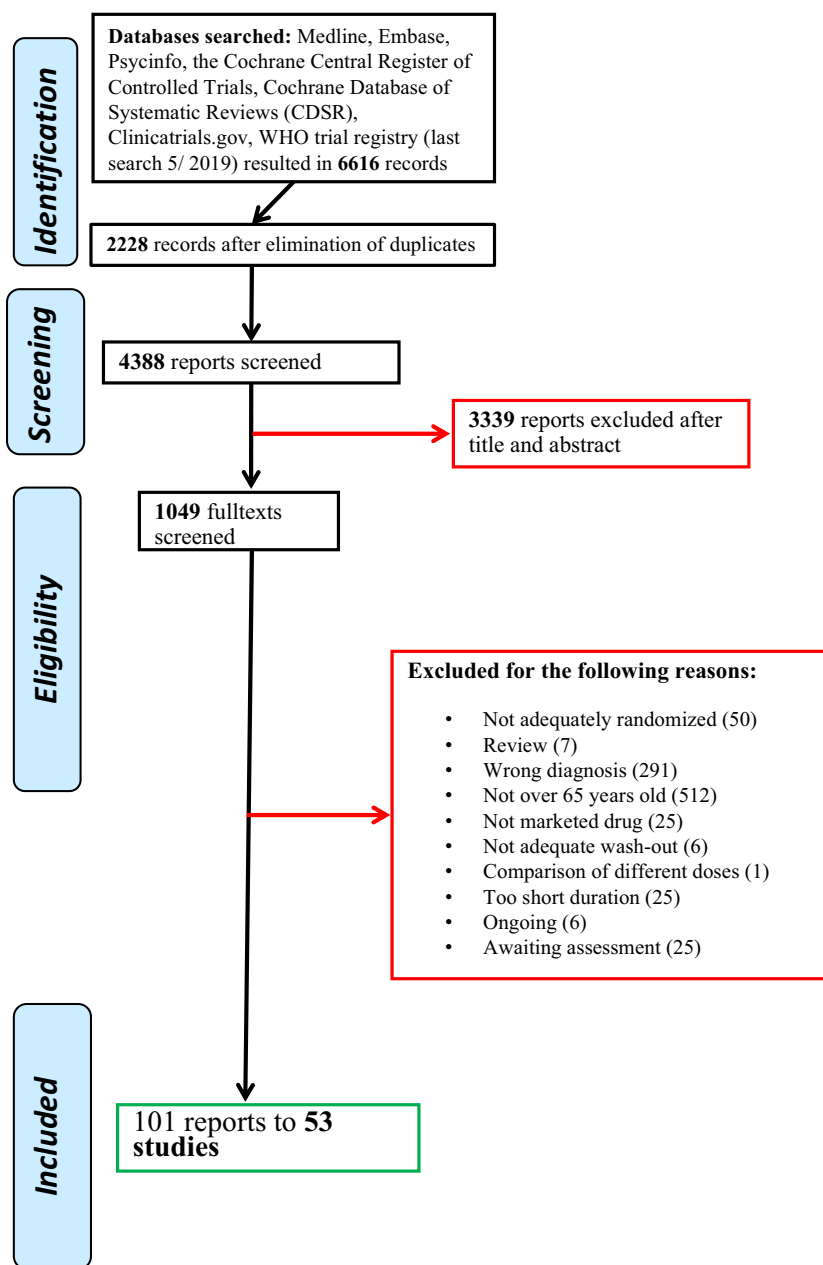 Identification
Databases searched: Medline, Embase,
Psycinfo, the Cochrane Central Register of
Controlled Trials, Cochrane Database of
Systematic Reviews (CDSR),
Clinicatrials.gov, WHO trial registry (last
search 5/ 2019) resulted in 6616 records
2228 records after elimination of duplicates
Screening
4388 reports screened
3339 reports excluded after
title and abstract
Eligibility
1049 fulltexts
screened
Excluded for the following reasons:
• Not adequately randomized (50)
• Review (7)
• Wrong diagnosis (291)
• Not over 65 years old (512)
• Not marketed drug (25)
• Not adequate wash-out (6)
• Comparison of different doses (1)
• Too short duration (25)
• Ongoing (6)
• Awaiting assessment (25)
Included
101 reports to 53
studies